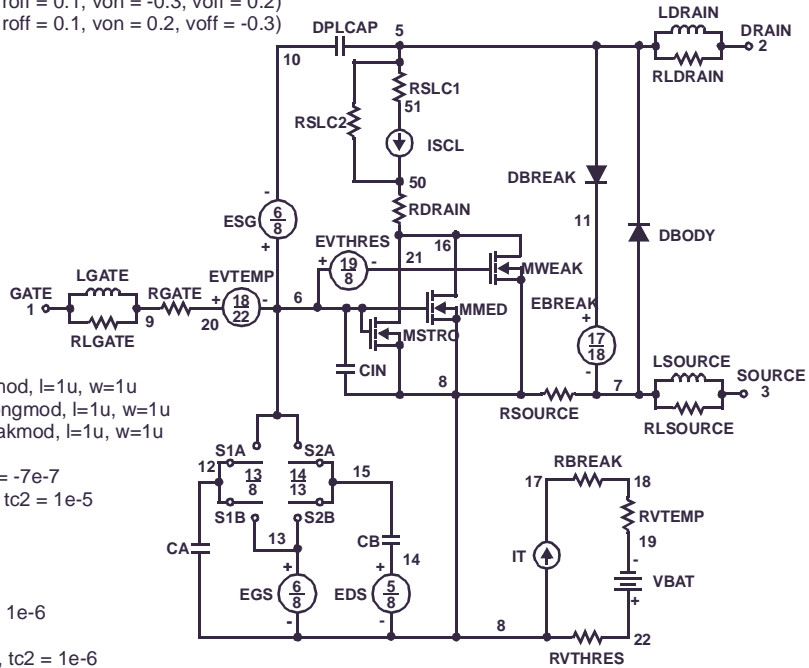 roff = 0.1, von = -0.3, voff = 0.2)
roff = 0.1, von = 0.2, voff = -0.3)
LDRAIN
DRAIN
2
RLDRAIN
DPLCAP
5
10
RSLC1
51
RSLC2
ISCL
50
DBREAK
11
DBODY
RDRAIN
-
ESG
6
8
+
EVTHRES
+
19
8
-
21
16
MWEAK
LGATE
GATE
1
RLGATE
9
RGATE
20
EVTEMP
+
18
22
-
6
MMED
MSTRO
EBREAK
+
17
18
-
CIN
8
RSOURCE
7
LSOURCE
SOURCE
3
RLSOURCE
mod, l=1u, w=1u
ongmod, l=1u, w=1u
akmod, l=1u, w=1u
= -7e-7
tc2 = 1e-5
1e-6
, tc2 = 1e-6
S1A
S2A
12
13
8
14
13
15
S1B
S2B
13
CA
CB
14
+
EGS
6
8
-
+
EDS
5
8
-
RBREAK
17
18
RVTEMP
19
IT
-
VBAT
+
8
22
RVTHRES